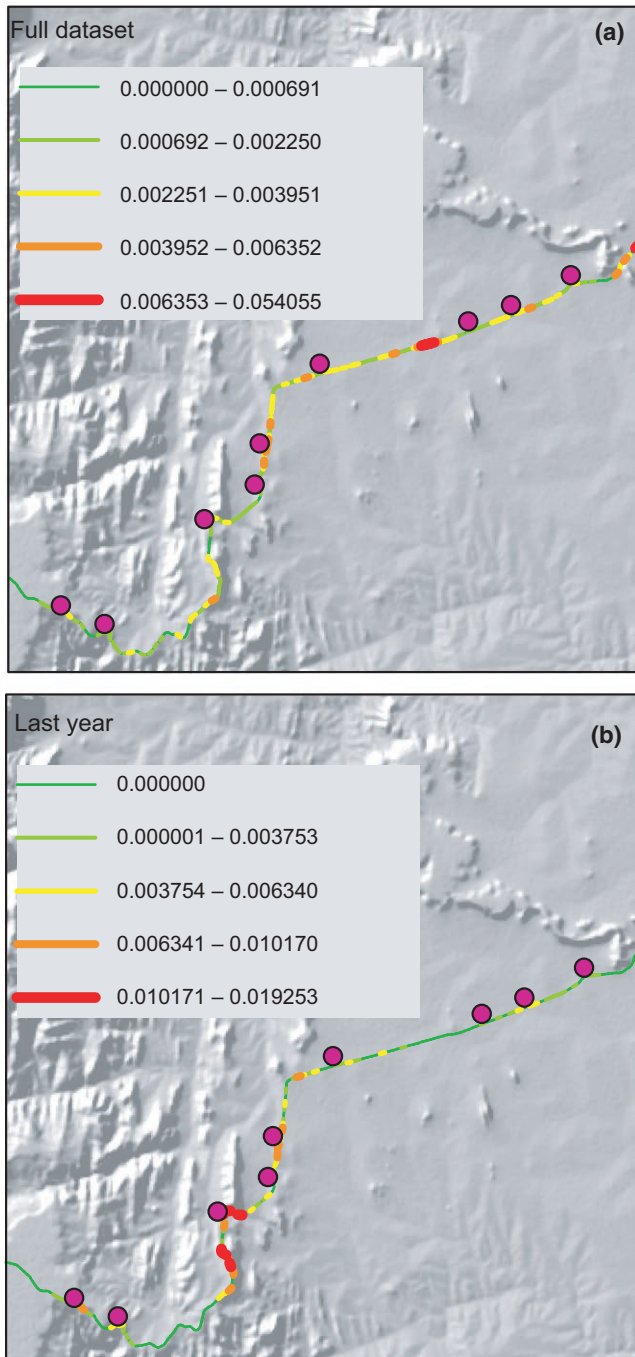 Full dataset
(a)
0.000000 – 0.000691
0.000692 – 0.002250
0.002251 – 0.003951
0.003952 – 0.006352
0.006353 – 0.054055
Last year
(b)
0.000000
0.000001 – 0.003753
0.003754 – 0.006340
0.006341 – 0.010170
0.010171 – 0.019253